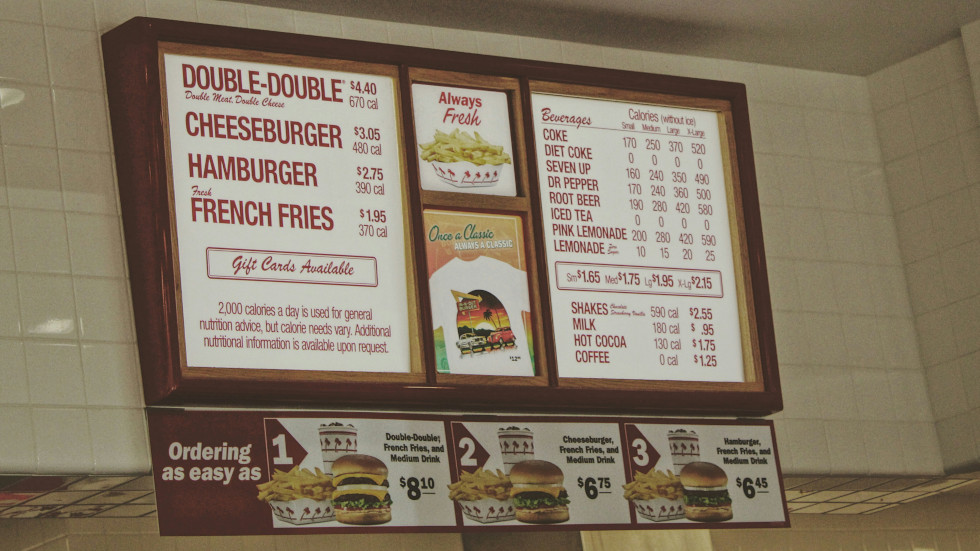 DOUBLE-DOUBLE® $4.40
Double Meat, Double Cheese 670 cal
CHEESEBURGER $3.05
480 cal
HAMBURGER $2.75
390 cal
Fresh
FRENCH FRIES $1.95
370 cal
Gift Cards Available
2,000 calories a day is used for general
nutrition advice, but calorie needs vary. Additional
nutritional information is available upon request.
Always
Fresh
Once a Classic
ALWAYS A CLASSIC
Beverages Calories (without ice)
Small Medium Large X-Large
COKE 170 250 370 520
DIET COKE 0 0 0 0
SEVEN UP 160 240 350 490
DR PEPPER 170 240 360 500
ROOT BEER 190 280 420 580
ICED TEA 0 0 0 0
PINK LEMONADE 200 280 420 590
LEMONADE 10 15 20 25
Sm $1.65 Med $1.75 Lg $1.95 X-Lg $2.15
SHAKES Chocolate Strawberry Vanilla 590 cal $2.55
MILK 180 cal $ .95
HOT COCOA 130 cal $1.75
COFFEE 0 cal $1.25
Ordering
as easy as
1
Double-Double,
French Fries, and
Medium Drink
$8.10
2
Cheeseburger,
French Fries, and
Medium Drink
$6.75
3
Hamburger,
French Fries, and
Medium Drink
$6.45